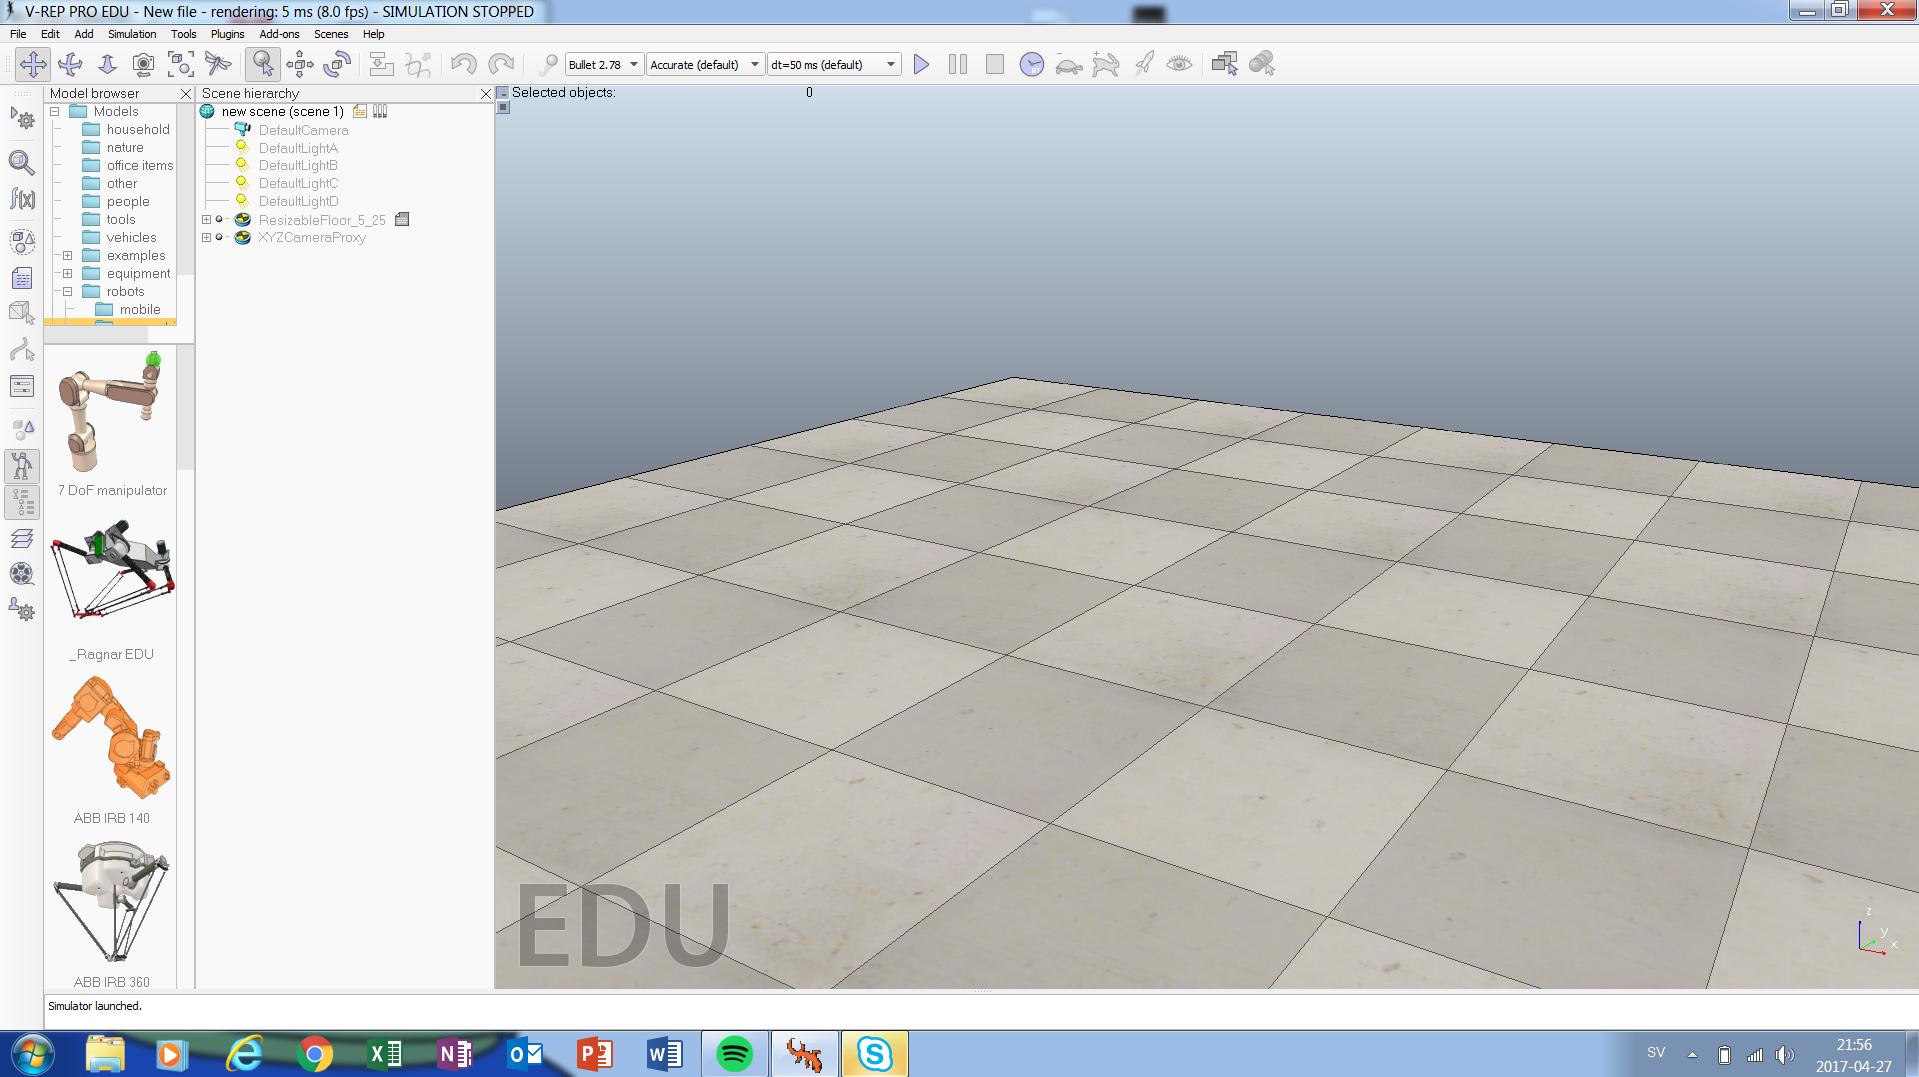 V-REP PRO EDU - New file - rendering: 5 ms (8.0 fps) - SIMULATION STOPPED
File Edit Add Simulation Tools Plugins Add-ons Scenes Help
Bullet 2.78 Accurate (default) dt=50 ms (default)
Model browser
Models
household
nature
office items
other
people
tools
vehicles
examples
equipment
robots
mobile
7 DoF manipulator
_Ragnar EDU
ABB IRB 140
ABB IRB 360
Scene hierarchy
new scene (scene 1)
DefaultCamera
DefaultLightA
DefaultLightB
DefaultLightC
DefaultLightD
ResizableFloor_5_25
XYZCameraProxy
Selected objects: 0
EDU
z
y
x
Simulator launched.
SV
21:56
2017-04-27